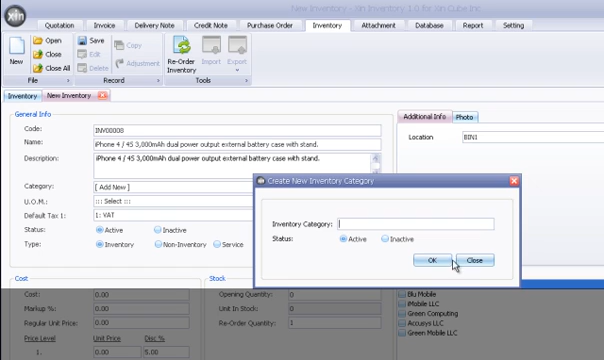 xin
New Inventory - Xin Inventory 1.0 for Xin Cube Inc
Quotation Invoice Delivery Note Credit Note Purchase Order Inventory Attachment Database Report Setting
Open Save Copy
Close Edit
New Close All Delete Adjustment Re-Order Inventory Import Export
File Record Tools
Inventory New Inventory
General Info Additional Info Photo
Code: INV00008
Location BIN1
Name: iPhone 4 / 4S 3,000mAh dual power output external battery case with stand.
Description: iPhone 4 / 4S 3,000mAh dual power output external battery case with stand.
Category: [ Add New ]
U.O.M.: ::: Select :::
Default Tax 1: 1: VAT
Status: Active Inactive
Type: Inventory Non-Inventory Service
Create New Inventory Category
Inventory Category:
Status: Active Inactive
OK Close
Cost Stock
Cost: 0.00 Opening Quantity: 0 Blu Mobile
Markup %: 0.00 Unit In Stock: 0 iMobile LLC
Regular Unit Price: 0.00 Re-Order Quantity: 1 Green Computing
Accueys LLC
Price Level Unit Price Disc % Green Mobile LLC
1. 0.00 5.00